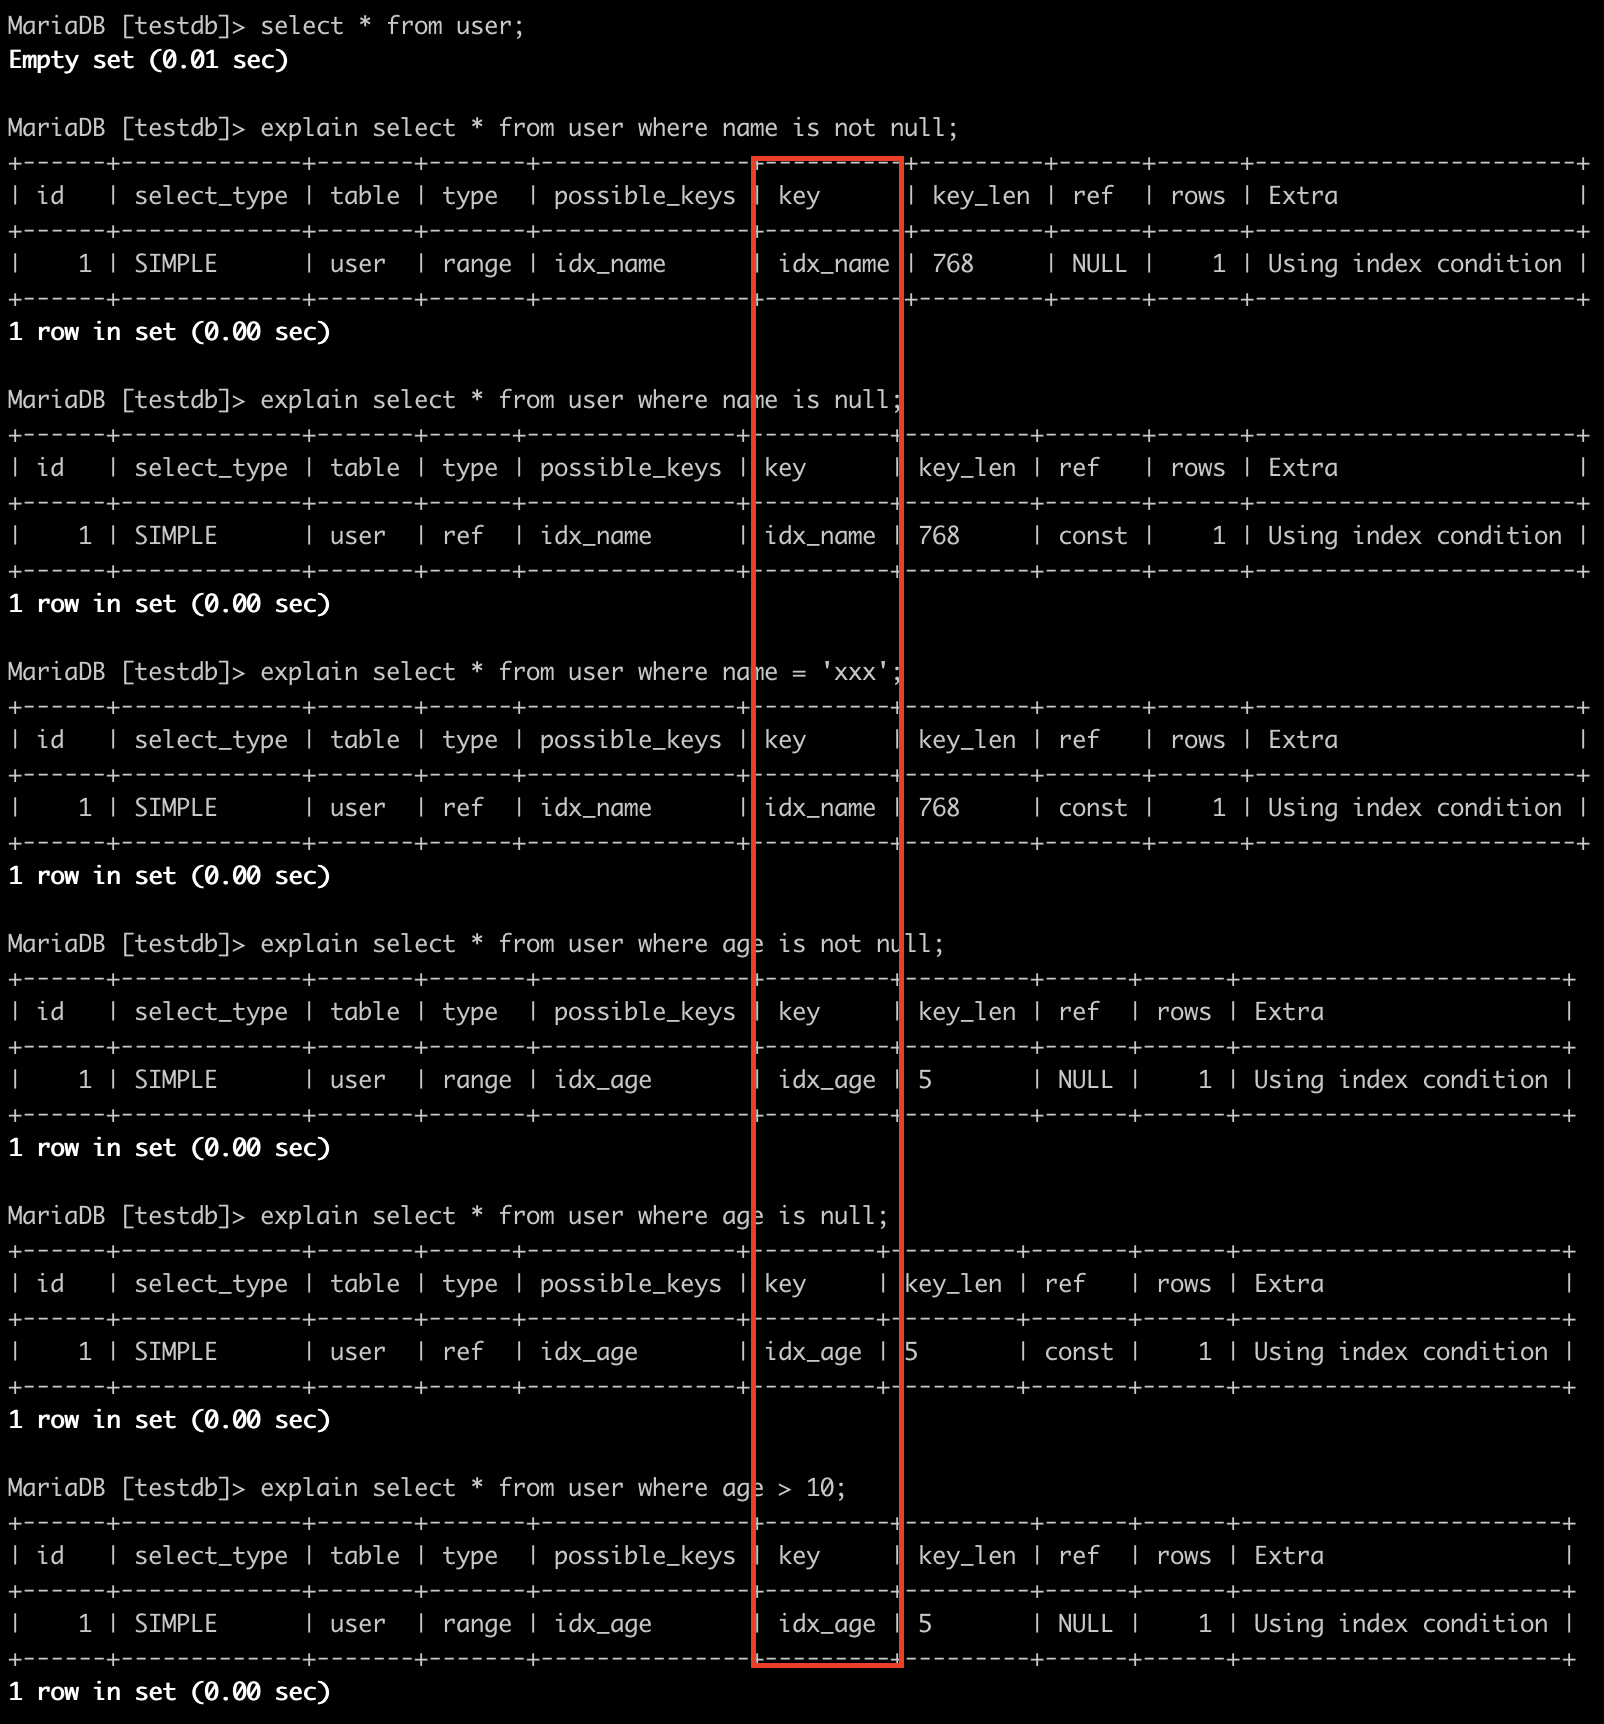 MariaDB [testdb]> select * from user;
Empty set (0.01 sec)

MariaDB [testdb]> explain select * from user where name is not null;
+------+-------------+-------+-------+---------------+----------+---------+------+------+-----------------------+
| id   | select_type | table | type  | possible_keys | key      | key_len | ref  | rows | Extra                 |
+------+-------------+-------+-------+---------------+----------+---------+------+------+-----------------------+
|    1 | SIMPLE      | user  | range | idx_name      | idx_name | 768     | NULL |    1 | Using index condition |
+------+-------------+-------+-------+---------------+----------+---------+------+------+-----------------------+
1 row in set (0.00 sec)

MariaDB [testdb]> explain select * from user where name is null;
+------+-------------+-------+------+---------------+----------+---------+-------+------+-----------------------+
| id   | select_type | table | type | possible_keys | key      | key_len | ref   | rows | Extra                 |
+------+-------------+-------+------+---------------+----------+---------+-------+------+-----------------------+
|    1 | SIMPLE      | user  | ref  | idx_name      | idx_name | 768     | const |    1 | Using index condition |
+------+-------------+-------+------+---------------+----------+---------+-------+------+-----------------------+
1 row in set (0.00 sec)

MariaDB [testdb]> explain select * from user where name = 'xxx';
+------+-------------+-------+------+---------------+----------+---------+-------+------+-----------------------+
| id   | select_type | table | type | possible_keys | key      | key_len | ref   | rows | Extra                 |
+------+-------------+-------+------+---------------+----------+---------+-------+------+-----------------------+
|    1 | SIMPLE      | user  | ref  | idx_name      | idx_name | 768     | const |    1 | Using index condition |
+------+-------------+-------+------+---------------+----------+---------+-------+------+-----------------------+
1 row in set (0.00 sec)

MariaDB [testdb]> explain select * from user where age is not null;
+------+-------------+-------+-------+---------------+---------+---------+------+------+-----------------------+
| id   | select_type | table | type  | possible_keys | key     | key_len | ref  | rows | Extra                 |
+------+-------------+-------+-------+---------------+---------+---------+------+------+-----------------------+
|    1 | SIMPLE      | user  | range | idx_age       | idx_age | 5       | NULL |    1 | Using index condition |
+------+-------------+-------+-------+---------------+---------+---------+------+------+-----------------------+
1 row in set (0.00 sec)

MariaDB [testdb]> explain select * from user where age is null;
+------+-------------+-------+------+---------------+---------+---------+-------+------+-----------------------+
| id   | select_type | table | type | possible_keys | key     | key_len | ref   | rows | Extra                 |
+------+-------------+-------+------+---------------+---------+---------+-------+------+-----------------------+
|    1 | SIMPLE      | user  | ref  | idx_age       | idx_age | 5       | const |    1 | Using index condition |
+------+-------------+-------+------+---------------+---------+---------+-------+------+-----------------------+
1 row in set (0.00 sec)

MariaDB [testdb]> explain select * from user where age > 10;
+------+-------------+-------+-------+---------------+---------+---------+------+------+-----------------------+
| id   | select_type | table | type  | possible_keys | key     | key_len | ref  | rows | Extra                 |
+------+-------------+-------+-------+---------------+---------+---------+------+------+-----------------------+
|    1 | SIMPLE      | user  | range | idx_age       | idx_age | 5       | NULL |    1 | Using index condition |
+------+-------------+-------+-------+---------------+---------+---------+------+------+-----------------------+
1 row in set (0.00 sec)